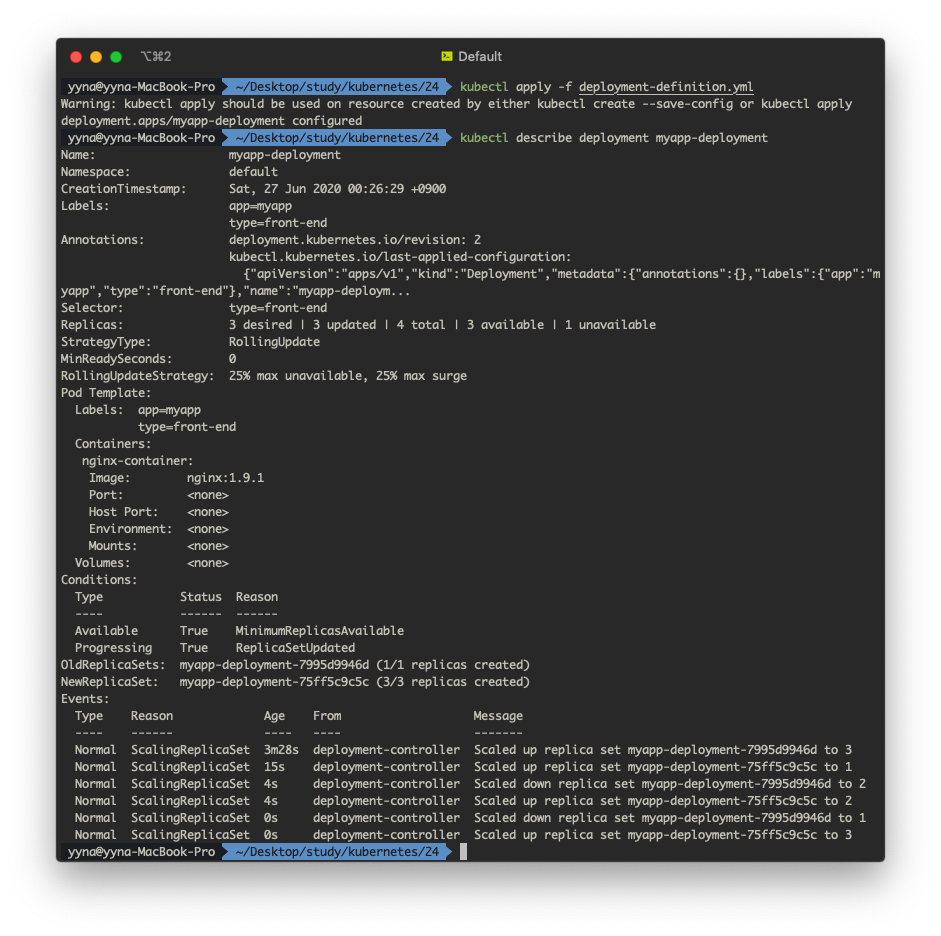 ⌥⌘2 Default
yyna@yyna-MacBook-Pro ~/Desktop/study/kubernetes/24 kubectl apply -f deployment-definition.yml
Warning: kubectl apply should be used on resource created by either kubectl create --save-config or kubectl apply
deployment.apps/myapp-deployment configured
yyna@yyna-MacBook-Pro ~/Desktop/study/kubernetes/24 kubectl describe deployment myapp-deployment
Name:                   myapp-deployment
Namespace:              default
CreationTimestamp:      Sat, 27 Jun 2020 00:26:29 +0900
Labels:                 app=myapp
                        type=front-end
Annotations:            deployment.kubernetes.io/revision: 2
                        kubectl.kubernetes.io/last-applied-configuration:
                          {"apiVersion":"apps/v1","kind":"Deployment","metadata":{"annotations":{},"labels":{"app":"m
yapp","type":"front-end"},"name":"myapp-deploym...
Selector:               type=front-end
Replicas:               3 desired | 3 updated | 4 total | 3 available | 1 unavailable
StrategyType:           RollingUpdate
MinReadySeconds:        0
RollingUpdateStrategy:  25% max unavailable, 25% max surge
Pod Template:
  Labels:  app=myapp
           type=front-end
  Containers:
   nginx-container:
    Image:        nginx:1.9.1
    Port:         <none>
    Host Port:    <none>
    Environment:  <none>
    Mounts:       <none>
  Volumes:        <none>
Conditions:
  Type           Status  Reason
  ----           ------  ------
  Available      True    MinimumReplicasAvailable
  Progressing    True    ReplicaSetUpdated
OldReplicaSets:  myapp-deployment-7995d9946d (1/1 replicas created)
NewReplicaSet:   myapp-deployment-75ff5c9c5c (3/3 replicas created)
Events:
  Type    Reason             Age    From                   Message
  ----    ------             ----   ----                   -------
  Normal  ScalingReplicaSet  3m28s  deployment-controller  Scaled up replica set myapp-deployment-7995d9946d to 3
  Normal  ScalingReplicaSet  15s    deployment-controller  Scaled up replica set myapp-deployment-75ff5c9c5c to 1
  Normal  ScalingReplicaSet  4s     deployment-controller  Scaled down replica set myapp-deployment-7995d9946d to 2
  Normal  ScalingReplicaSet  4s     deployment-controller  Scaled up replica set myapp-deployment-75ff5c9c5c to 2
  Normal  ScalingReplicaSet  0s     deployment-controller  Scaled down replica set myapp-deployment-7995d9946d to 1
  Normal  ScalingReplicaSet  0s     deployment-controller  Scaled up replica set myapp-deployment-75ff5c9c5c to 3
yyna@yyna-MacBook-Pro ~/Desktop/study/kubernetes/24